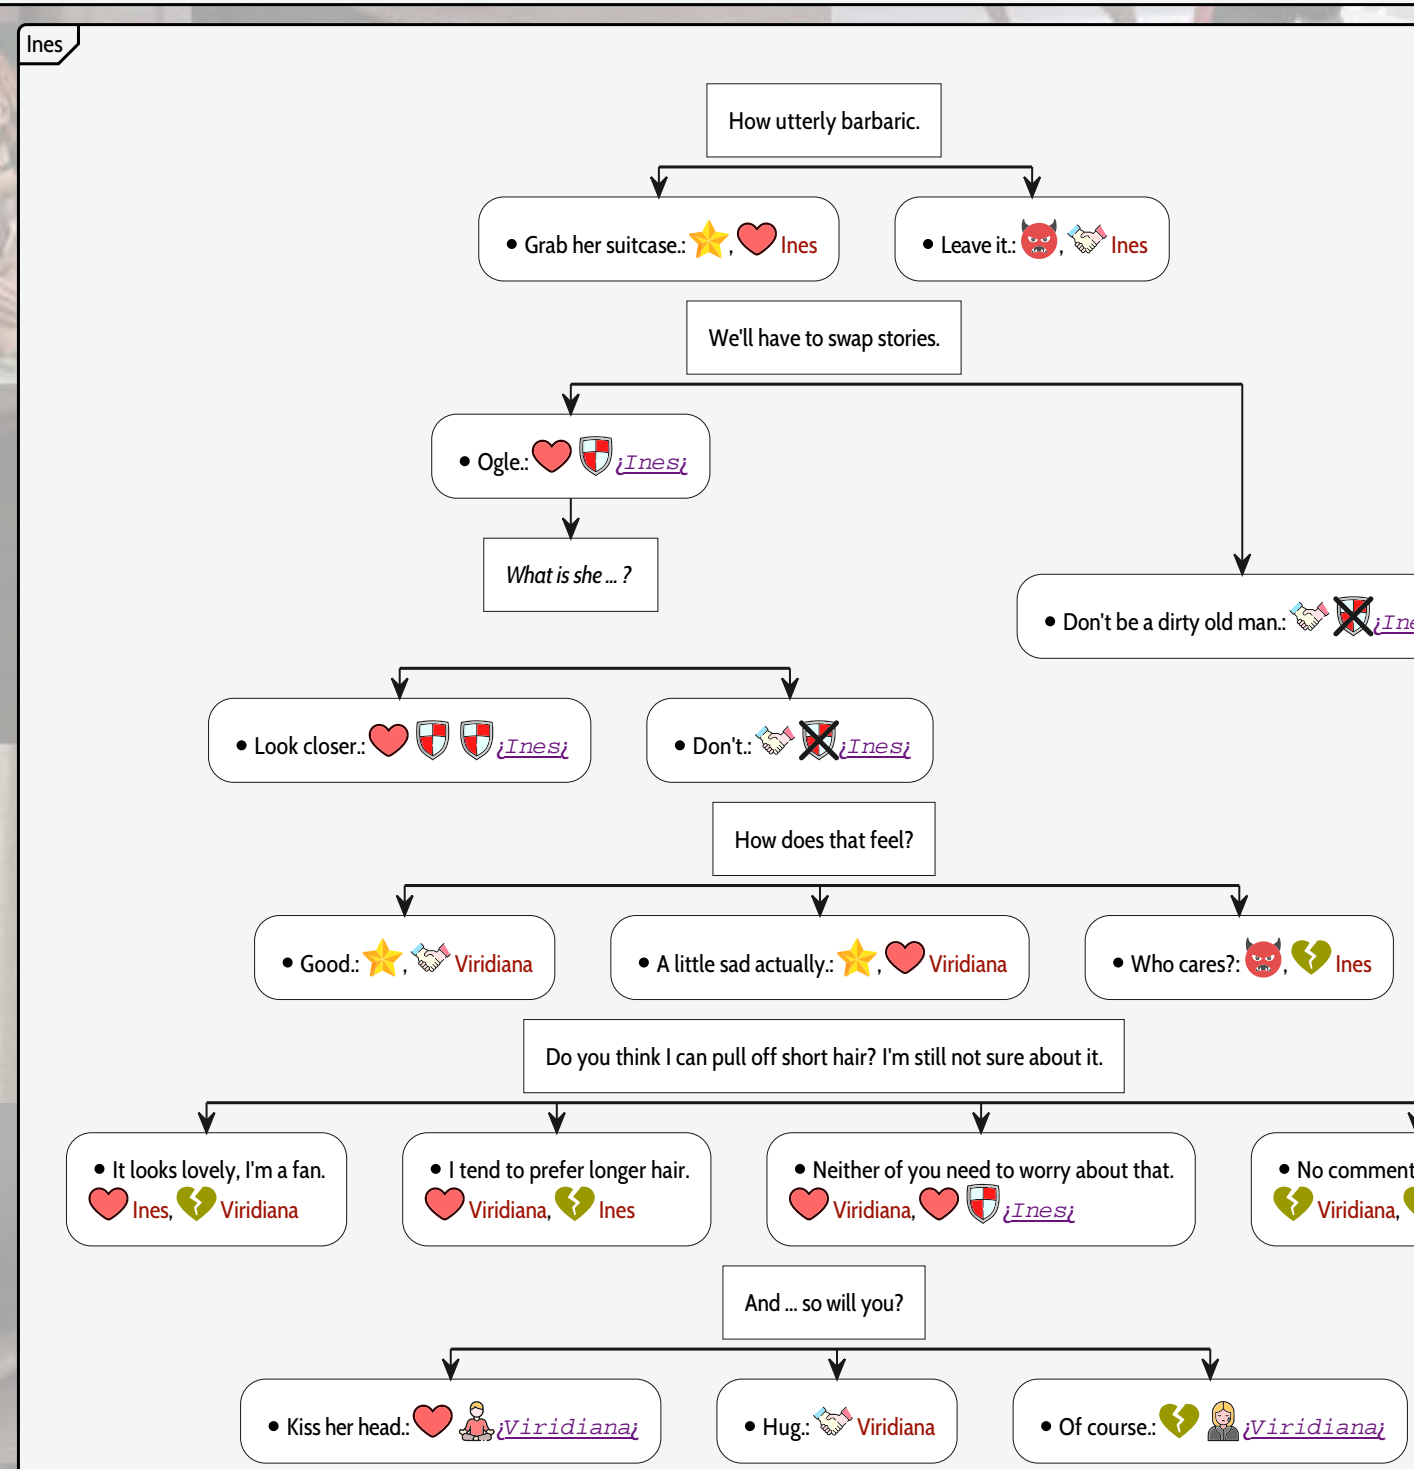 Ines
How utterly barbaric.
• Grab her suitcase.: , Ines
• Leave it.: , Ines
We'll have to swap stories.
• Ogle.: ¡Ines¡
What is she ... ?
• Don't be a dirty old man.: ¡Ine
• Look closer.: ¡Ines¡
• Don't.: ¡Ines¡
How does that feel?
• Good.: , Viridiana
• A little sad actually.: , Viridiana
• Who cares?: , Ines
Do you think I can pull off short hair? I'm still not sure about it.
• It looks lovely, I'm a fan.
Ines, Viridiana
• I tend to prefer longer hair.
Viridiana, Ines
• Neither of you need to worry about that.
Viridiana, ¡Ines¡
• No comment
Viridiana,
And ... so will you?
• Kiss her head.: ¡Viridiana¡
• Hug.: Viridiana
• Of course.: ¡Viridiana¡